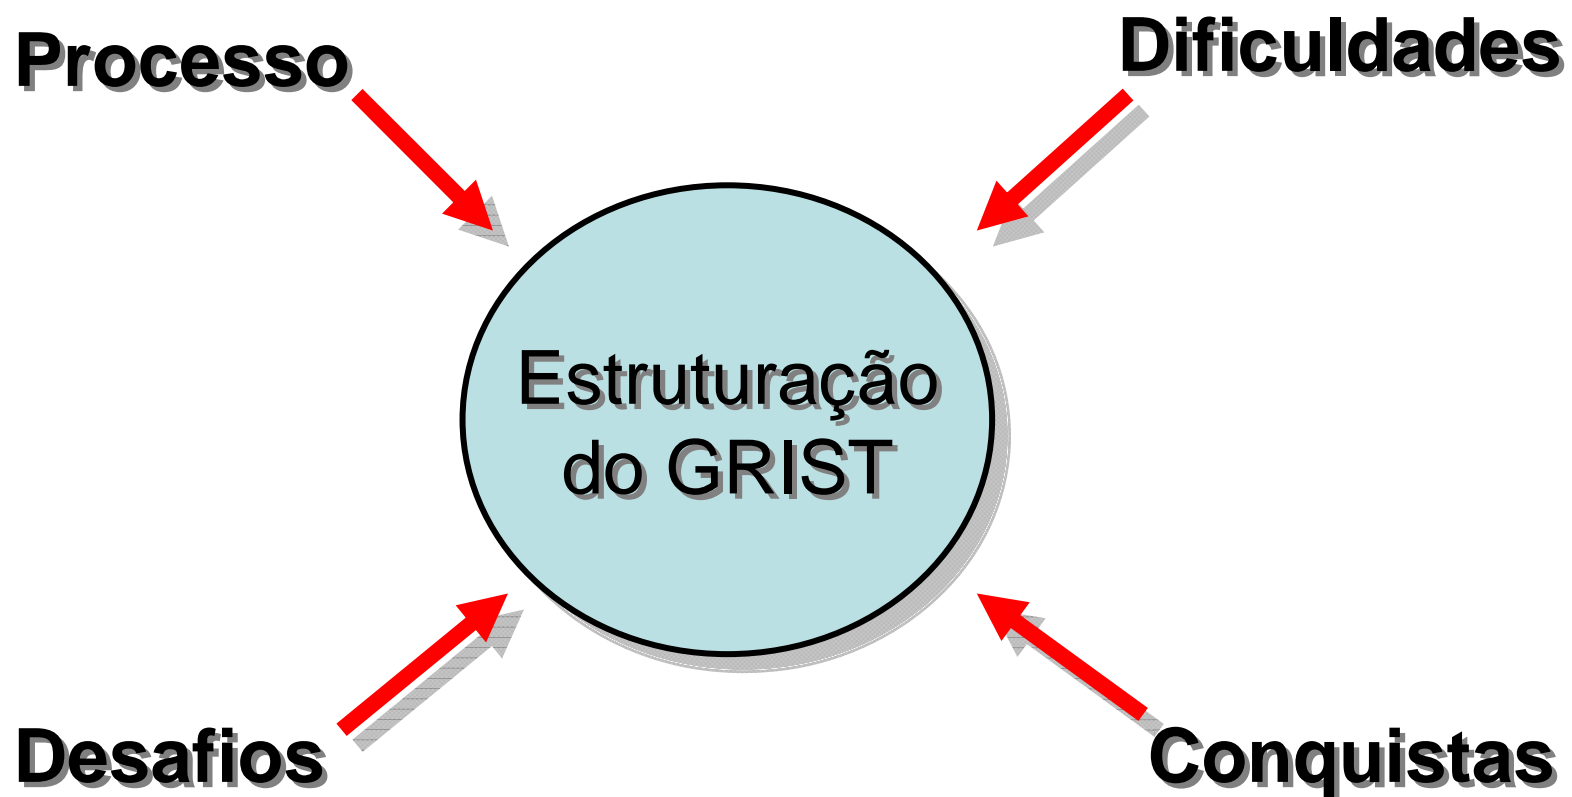 Processo
Dificuldades
Estruturação
do GRIST
Desafios
Conquistas